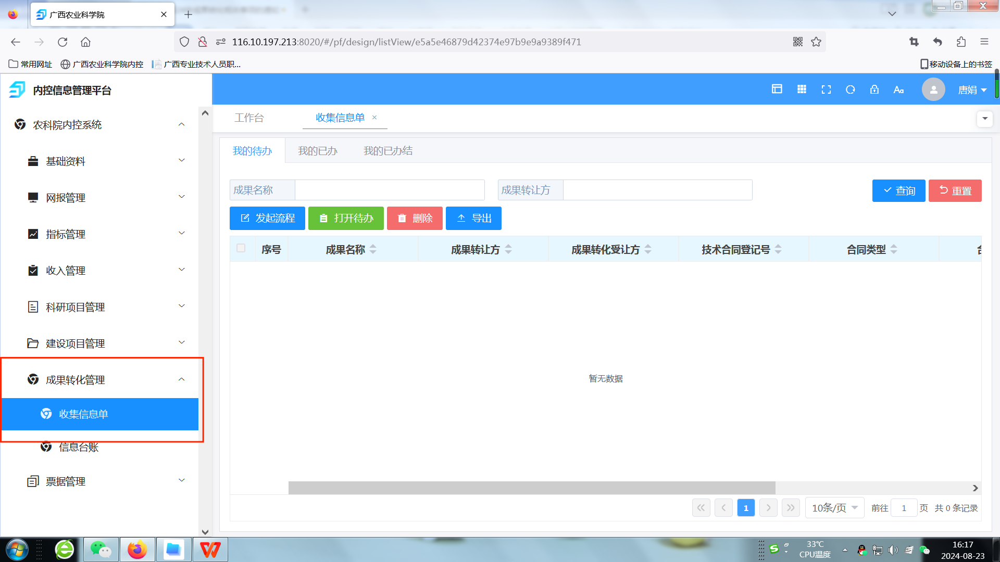 广西农业科学院
116.10.197.213:8020/#/pf/design/listView/e5a5e46879d42374e97b9e9a9389f471
常用网址
广西农业科学院内控
广西专业技术人员职...
移动设备上的书签
内控信息管理平台
Aa
唐娟
农科院内控系统
基础资料
网报管理
指标管理
收入管理
科研项目管理
建设项目管理
成果转化管理
收集信息单
信息台账
票据管理
工作台
收集信息单
我的待办
我的已办
我的已办结
成果名称
成果转让方
查询
重置
发起流程
打开待办
删除
导出
序号
成果名称
成果转让方
成果转化受让方
技术合同登记号
合同类型
暂无数据
1
10条/页
前往
1
页
共 0 条记录
33℃
CPU温度
16:17
2024-08-23